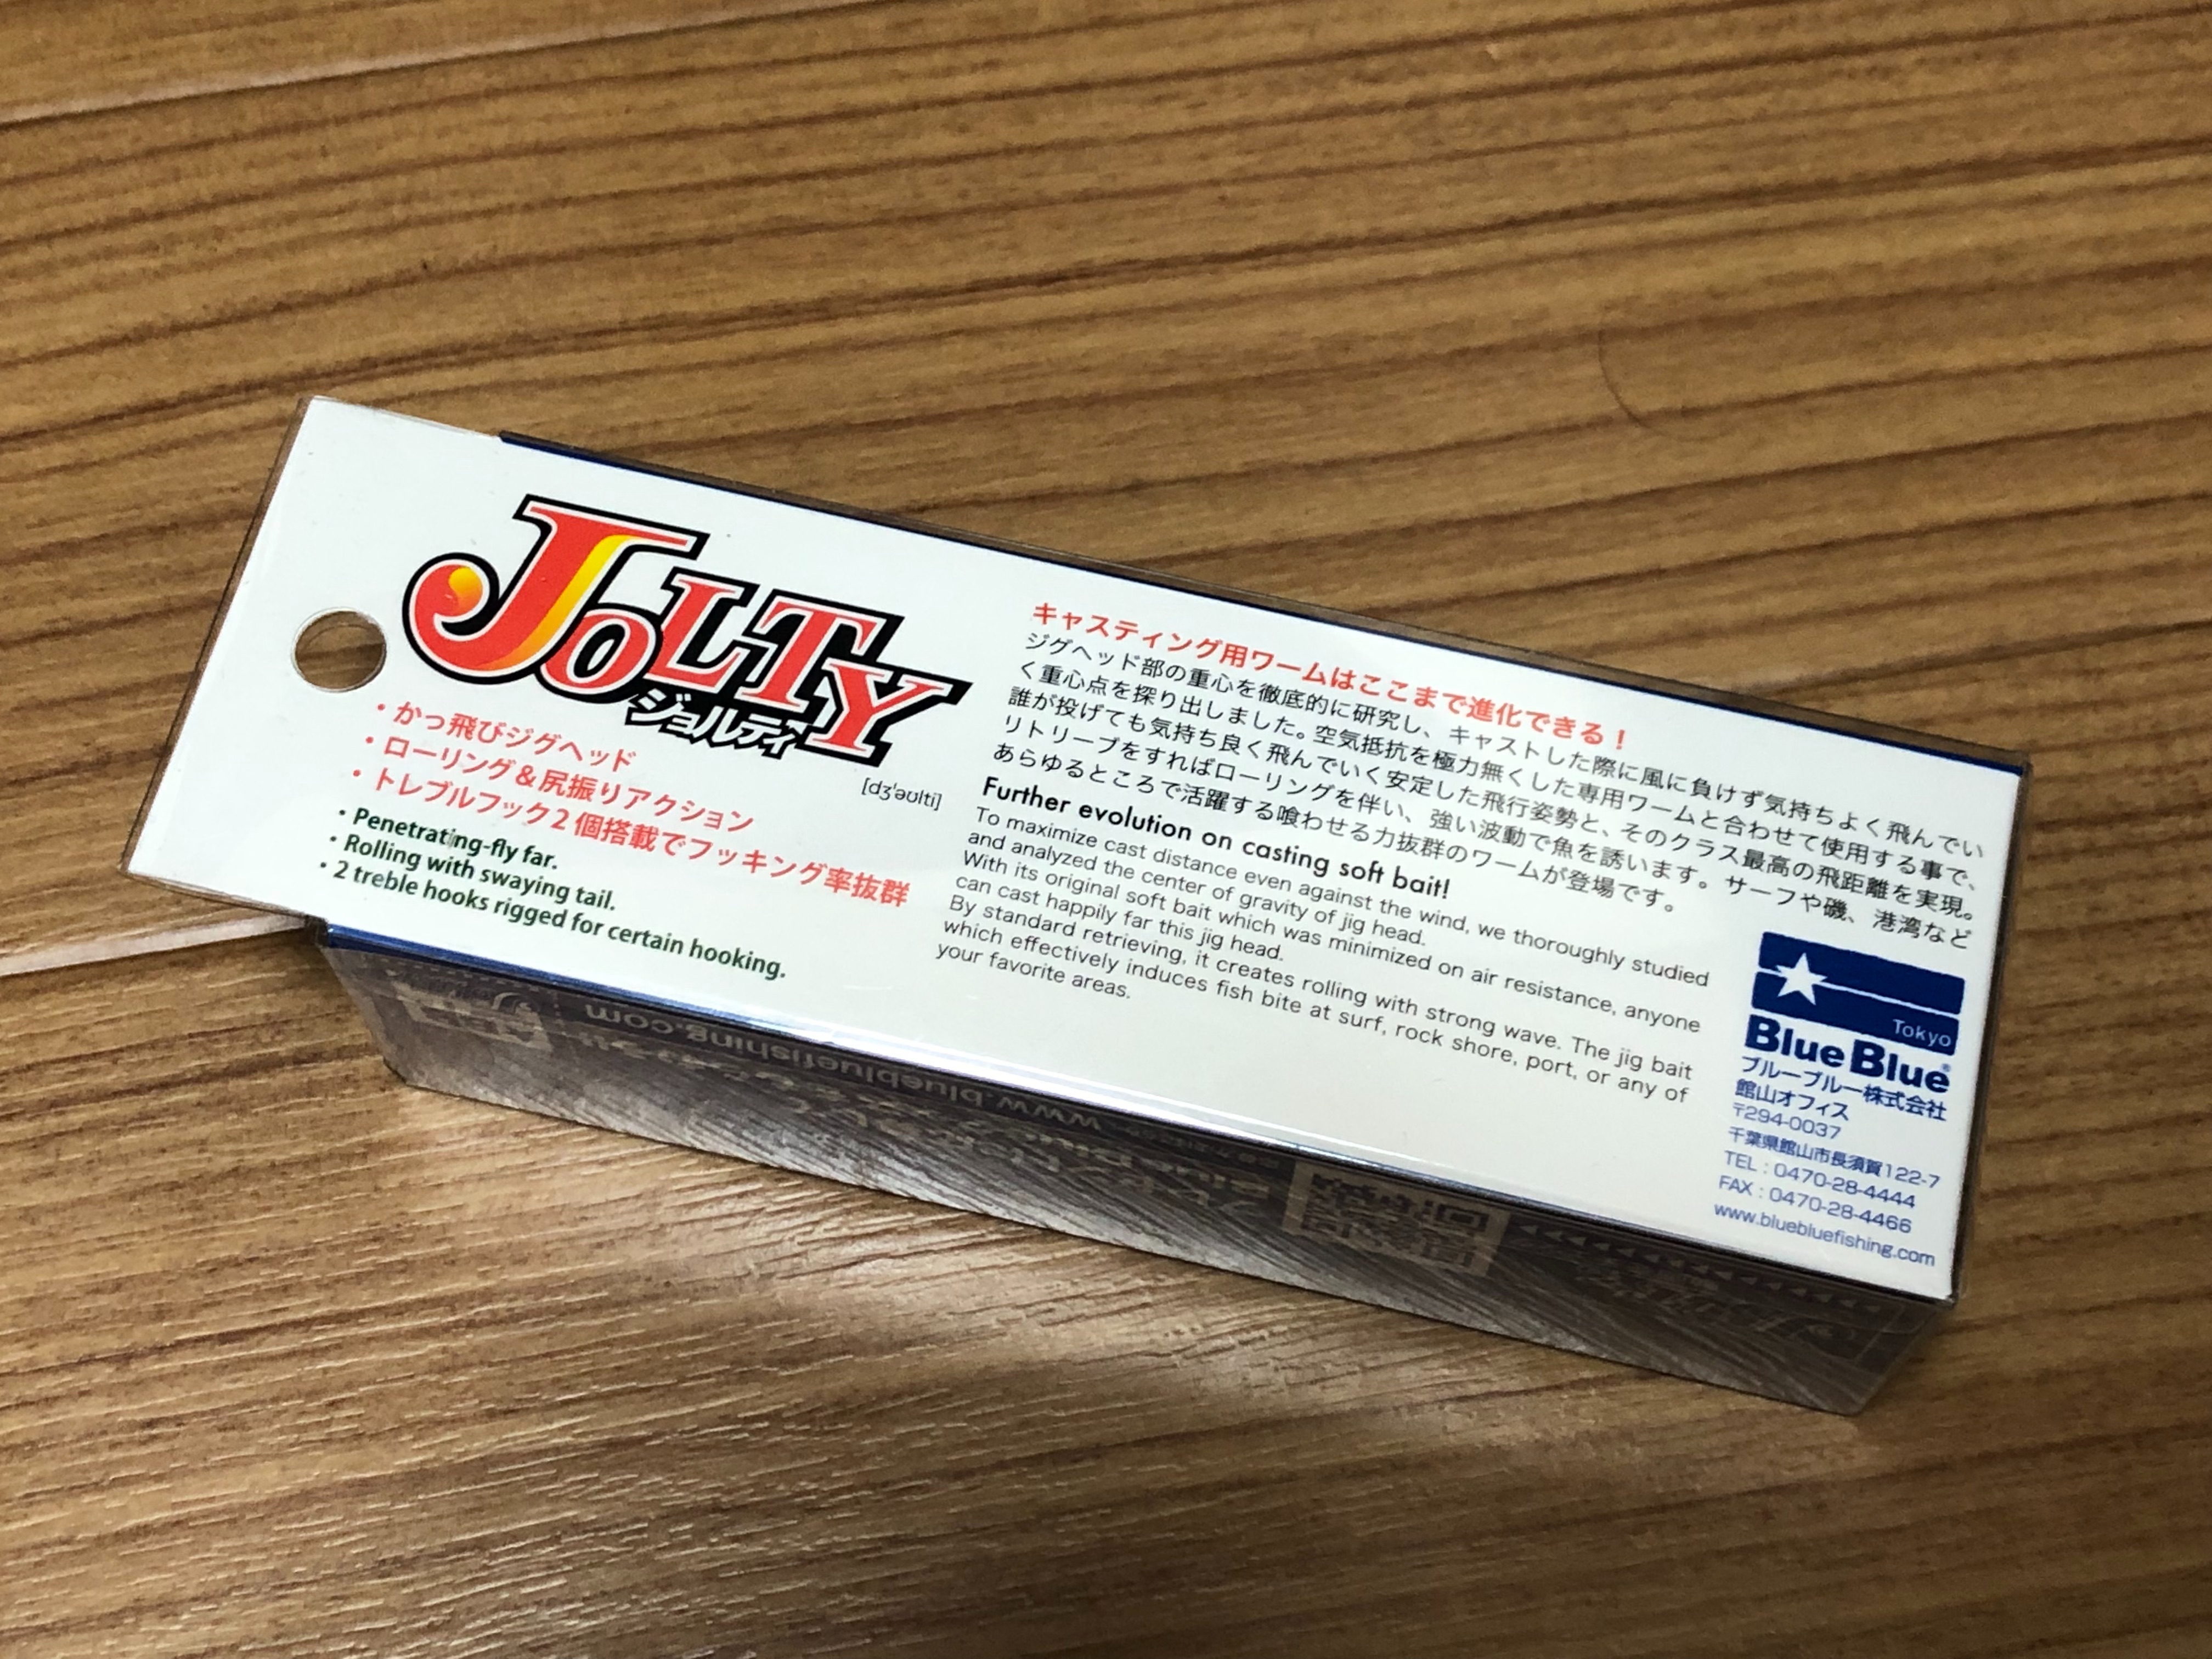 JOLTY
ジョルティ
[dʒ'əʊlti]
・かっ飛びジグヘッド
・ローリング&尻振りアクション
・トレブルフック2個搭載でフッキング率抜群
・Penetrating-fly far.
・Rolling with swaying tail.
・2 treble hooks rigged for certain hooking.
キャスティング用ワームはここまで進化できる！
ジグヘッド部の重心を徹底的に研究し、キャストした際に風に負けず気持ちよく飛んでい
く重心点を探り出しました。空気抵抗を極力無くした専用ワームと合わせて使用する事で、
誰が投げても気持ち良く飛んでいく安定した飛行姿勢と、そのクラス最高の飛距離を実現。
リトリーブをすればローリングを伴い、強い波動で魚を誘います。サーフや磯、港湾など
あらゆるところで活躍する喰わせる力抜群のワームが登場です。
Further evolution on casting soft bait!
To maximize cast distance even against the wind, we thoroughly studied
and analyzed the center of gravity of jig head.
With its original soft bait which was minimized on air resistance, anyone
can cast happily far this jig head.
By standard retrieving, it creates rolling with strong wave. The jig bait
which effectively induces fish bite at surf, rock shore, port, or any of
your favorite areas.
Tokyo
Blue Blue
ブルーブルー株式会社
館山オフィス
〒294-0037
千葉県館山市長須賀122-7
TEL : 0470-28-4444
FAX : 0470-28-4466
www.bluebluefishing.com
www.bluebluefishing.com